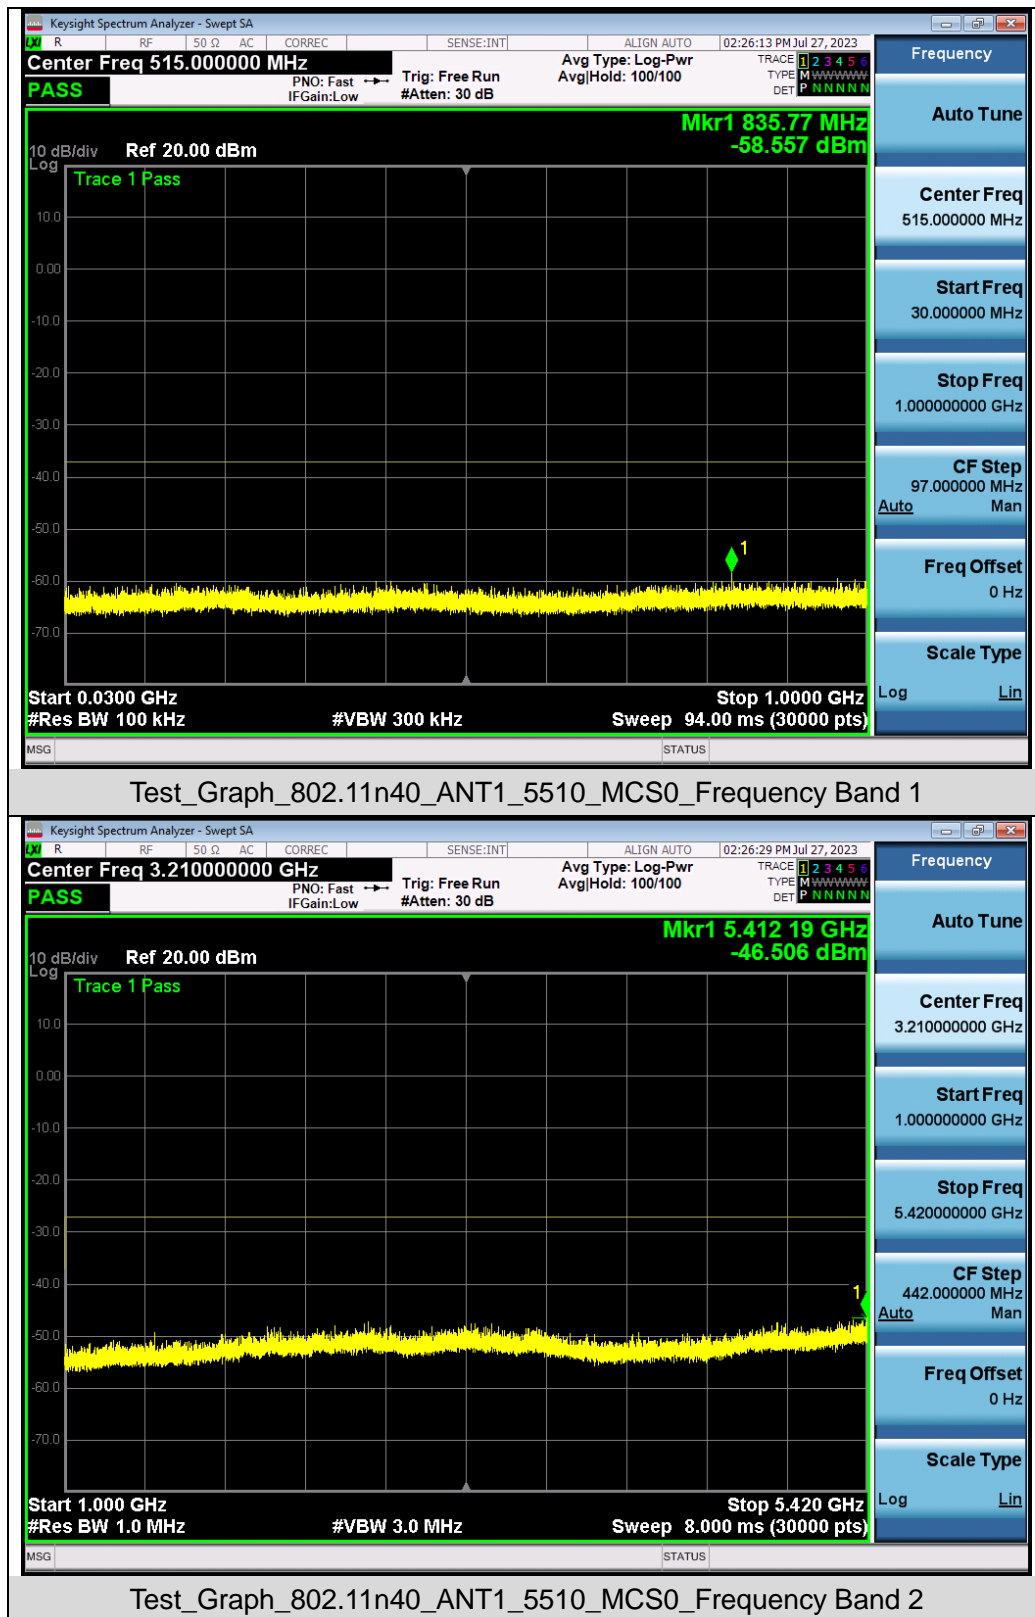 Keysight Spectrum Analyzer - Swept SA
LXI R RF 50 Ω AC CORREC SENSE:INT ALIGN AUTO 02:26:13 PM Jul 27, 2023
Center Freq 515.000000 MHz
PASS
PNO: Fast
IFGain:Low
Trig: Free Run
#Atten: 30 dB
Avg Type: Log-Pwr
Avg|Hold: 100/100
TRACE 1 2 3 4 5 6
TYPE M WWWWW
DET P N N N N N
Mkr1 835.77 MHz
-58.557 dBm
10 dB/div Ref 20.00 dBm
Log
Trace 1 Pass
10.0
0.00
-10.0
-20.0
-30.0
-40.0
-50.0
1
-60.0
-70.0
Start 0.0300 GHz Stop 1.0000 GHz
#Res BW 100 kHz #VBW 300 kHz Sweep 94.00 ms (30000 pts)
MSG STATUS
Frequency
Auto Tune
Center Freq
515.000000 MHz
Start Freq
30.000000 MHz
Stop Freq
1.000000000 GHz
CF Step
97.000000 MHz
Auto Man
Freq Offset
0 Hz
Scale Type
Log Lin
Test_Graph_802.11n40_ANT1_5510_MCS0_Frequency Band 1
Keysight Spectrum Analyzer - Swept SA
LXI R RF 50 Ω AC CORREC SENSE:INT ALIGN AUTO 02:26:29 PM Jul 27, 2023
Center Freq 3.210000000 GHz
PASS
PNO: Fast
IFGain:Low
Trig: Free Run
#Atten: 30 dB
Avg Type: Log-Pwr
Avg|Hold: 100/100
TRACE 1 2 3 4 5 6
TYPE M WWWWW
DET P N N N N N
Mkr1 5.412 19 GHz
-46.506 dBm
10 dB/div Ref 20.00 dBm
Log
Trace 1 Pass
10.0
0.00
-10.0
-20.0
-30.0
-40.0
1
-50.0
-60.0
-70.0
Start 1.000 GHz Stop 5.420 GHz
#Res BW 1.0 MHz #VBW 3.0 MHz Sweep 8.000 ms (30000 pts)
MSG STATUS
Frequency
Auto Tune
Center Freq
3.210000000 GHz
Start Freq
1.000000000 GHz
Stop Freq
5.420000000 GHz
CF Step
442.000000 MHz
Auto Man
Freq Offset
0 Hz
Scale Type
Log Lin
Test_Graph_802.11n40_ANT1_5510_MCS0_Frequency Band 2